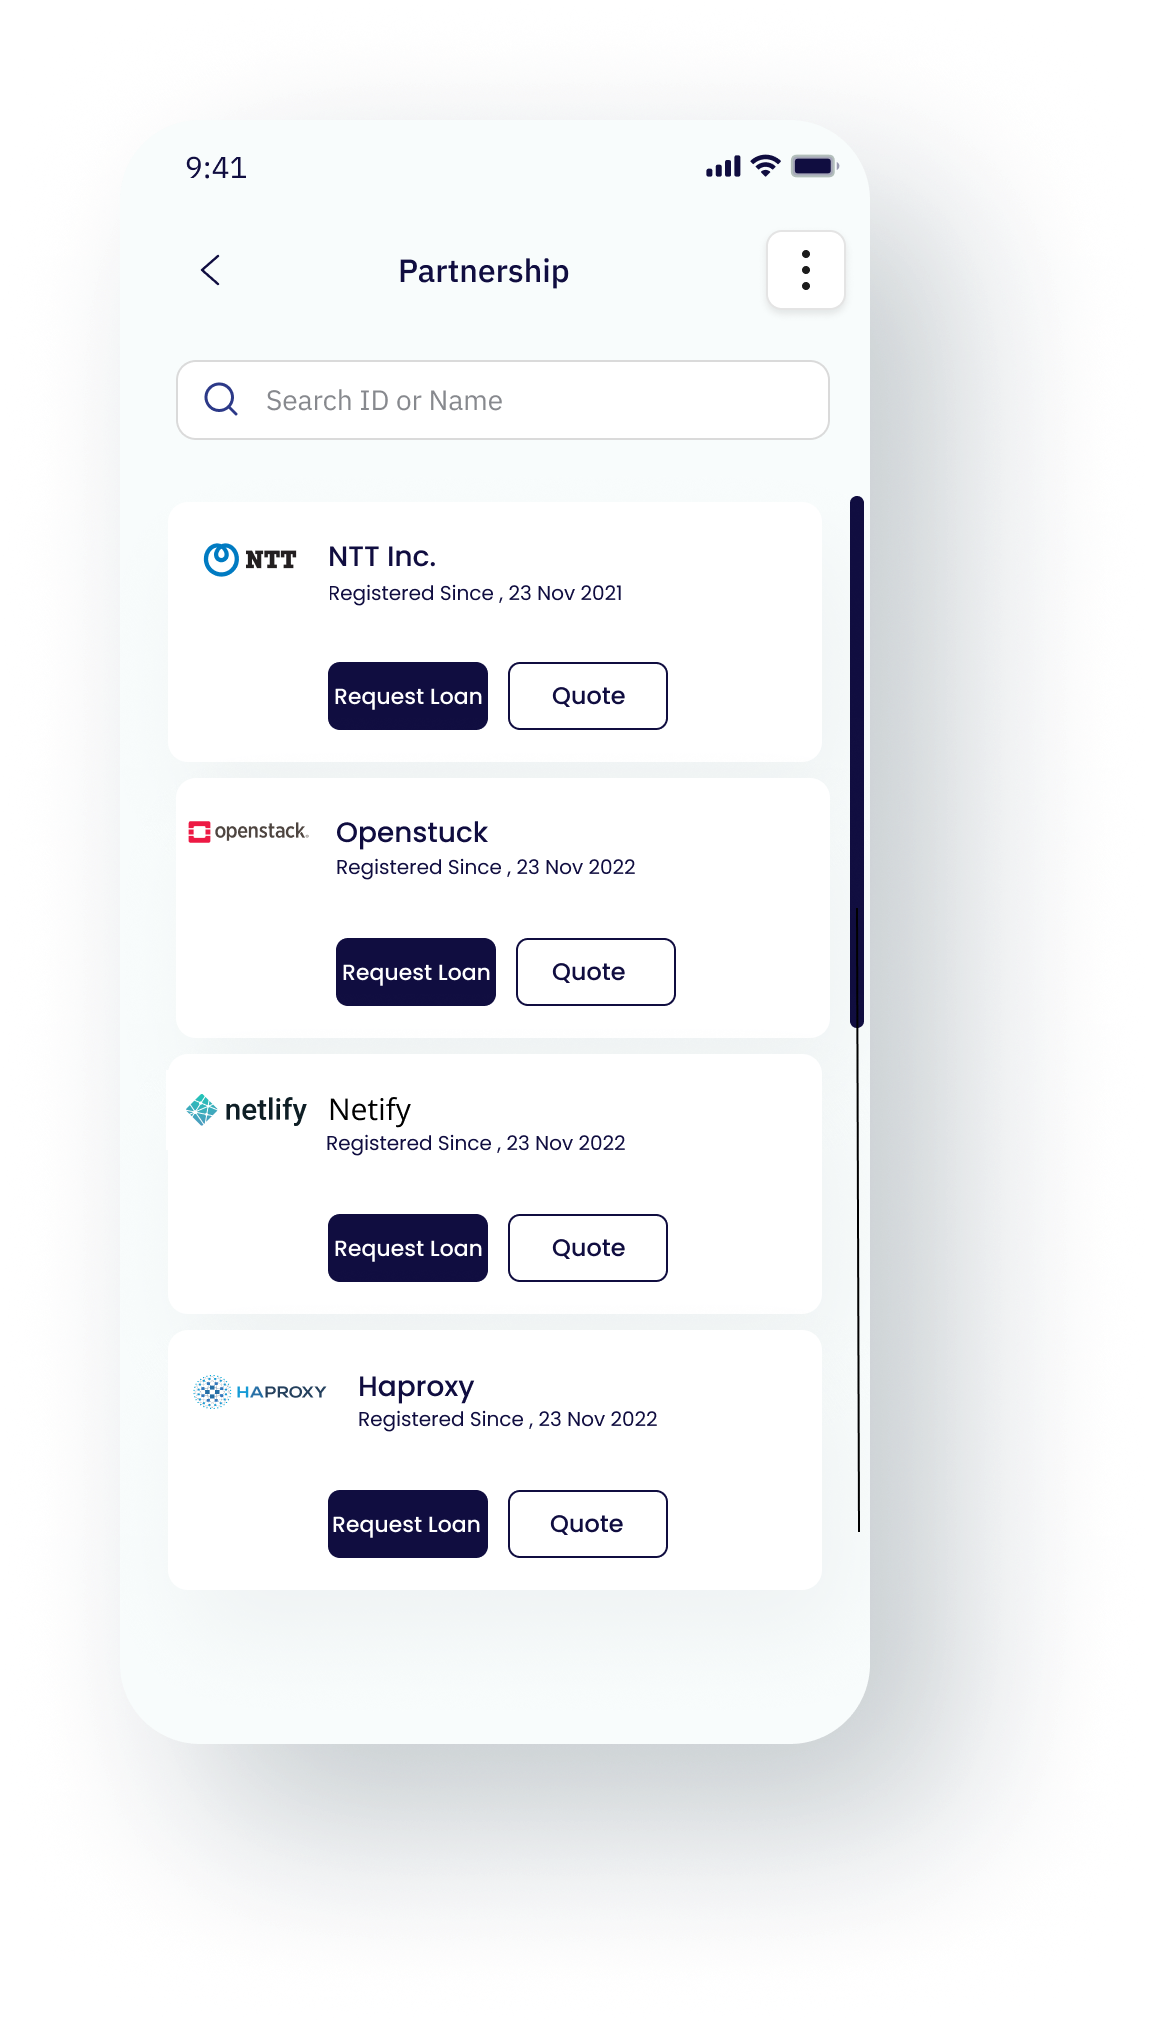 9:41
Partnership
Search ID or Name
NTT
NTT Inc.
Registered Since , 23 Nov 2021
Request Loan
Quote
openstack.
Openstuck
Registered Since , 23 Nov 2022
Request Loan
Quote
netlify
Netify
Registered Since , 23 Nov 2022
Request Loan
Quote
HAPROXY
Haproxy
Registered Since , 23 Nov 2022
Request Loan
Quote